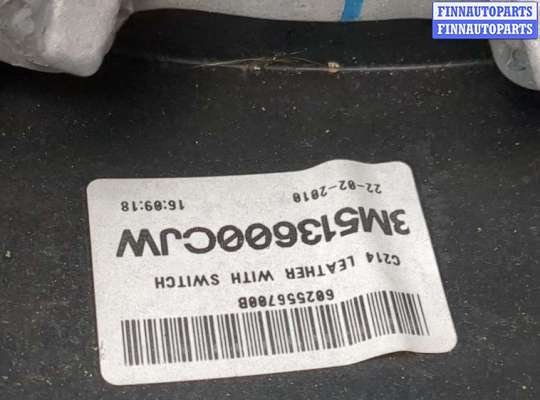 FINNAUTOPARTS
FINNAUTOPARTS
602556700B
C214 LEATHER WITH SWITCH
3M513600CJW
22-02-2010 16:09:18